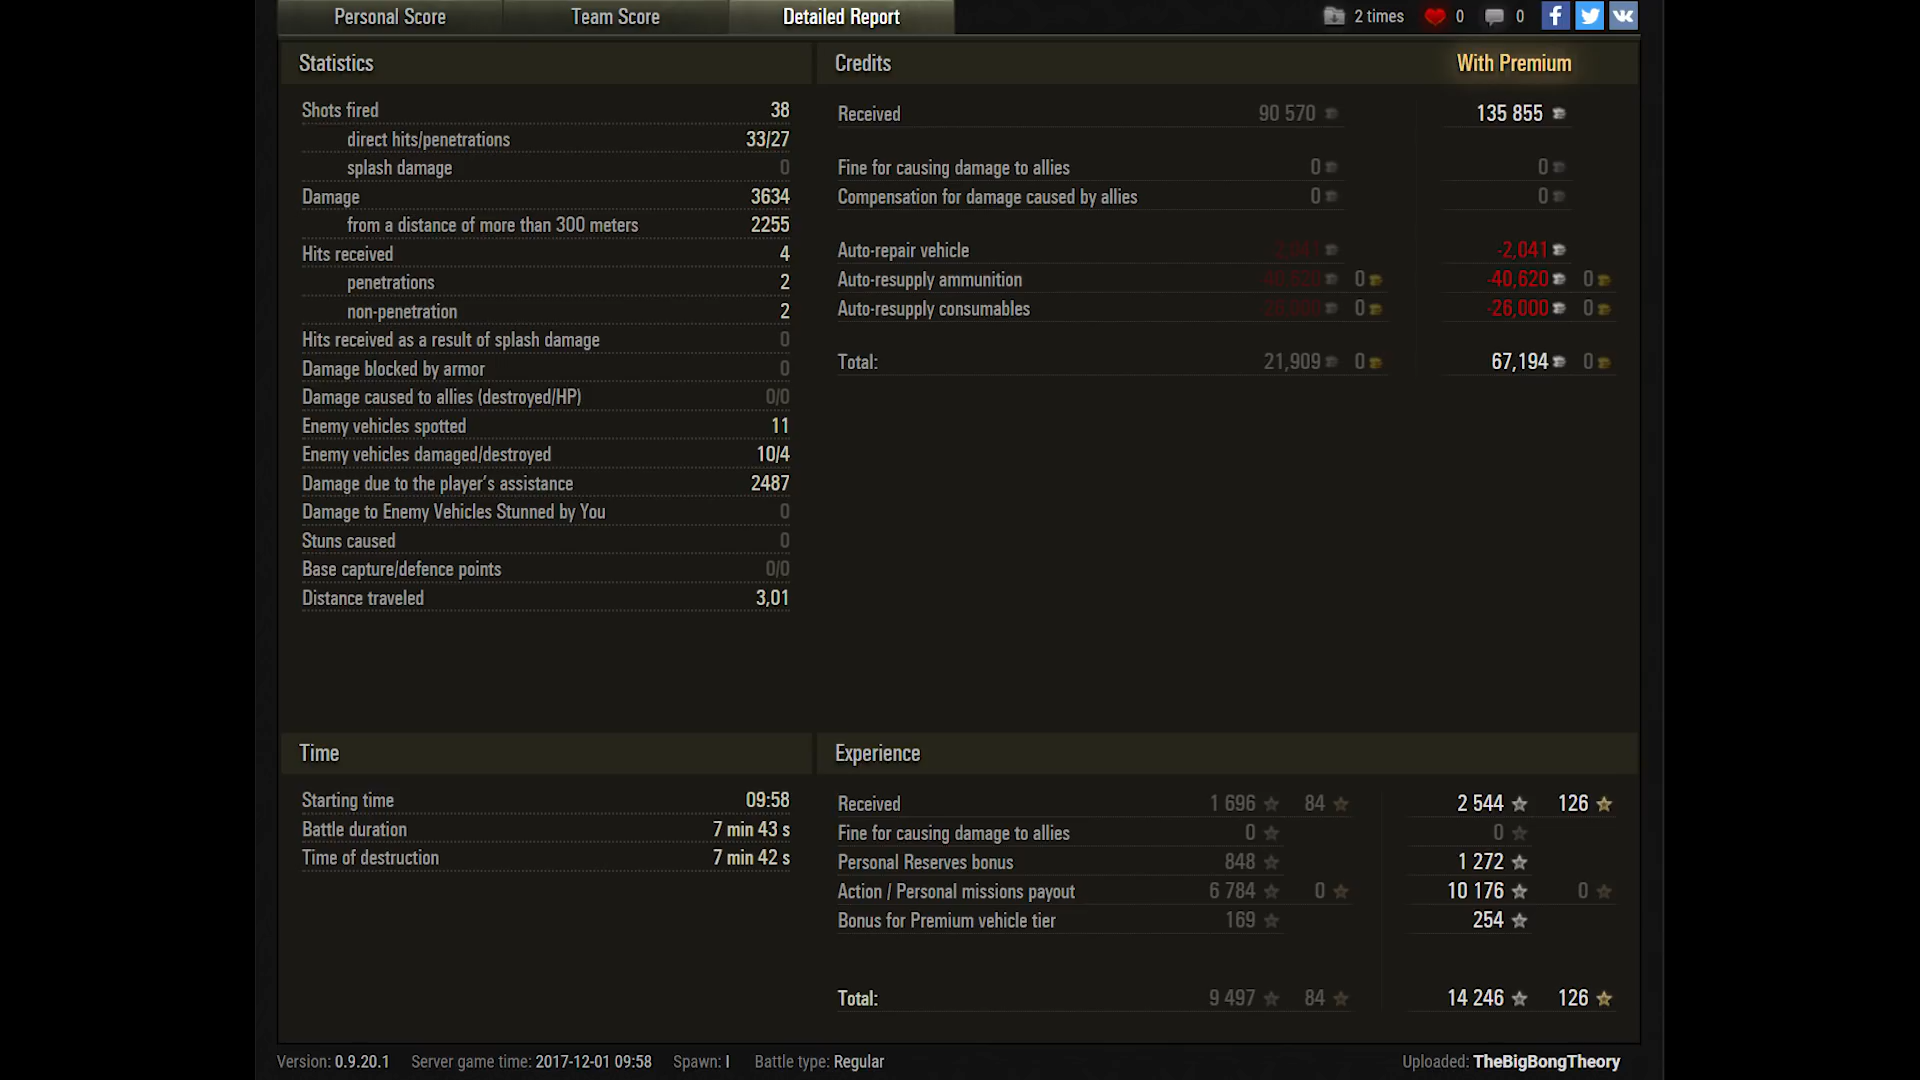 Personal Score Team Score Detailed Report 2 times 0 0
Statistics
Shots fired 38
direct hits/penetrations 33/27
splash damage 0
Damage 3634
from a distance of more than 300 meters 2255
Hits received 4
penetrations 2
non-penetration 2
Hits received as a result of splash damage 0
Damage blocked by armor 0
Damage caused to allies (destroyed/HP) 0/0
Enemy vehicles spotted 11
Enemy vehicles damaged/destroyed 10/4
Damage due to the player's assistance 2487
Damage to Enemy Vehicles Stunned by You 0
Stuns caused 0
Base capture/defence points 0/0
Distance traveled 3,01
Credits With Premium
Received 90 570 135 855
Fine for causing damage to allies 0 0
Compensation for damage caused by allies 0 0
Auto-repair vehicle -2,041 -2,041
Auto-resupply ammunition -40,620 0 -40,620 0
Auto-resupply consumables -26,000 0 -26,000 0
Total: 21,909 0 67,194 0
Time
Starting time 09:58
Battle duration 7 min 43 s
Time of destruction 7 min 42 s
Experience
Received 1 696 84 2 544 126
Fine for causing damage to allies 0 0
Personal Reserves bonus 848 1 272
Action / Personal missions payout 6 784 0 10 176 0
Bonus for Premium vehicle tier 169 254
Total: 9 497 84 14 246 126
Version: 0.9.20.1 Server game time: 2017-12-01 09:58 Spawn: I Battle type: Regular Uploaded: TheBigBongTheory